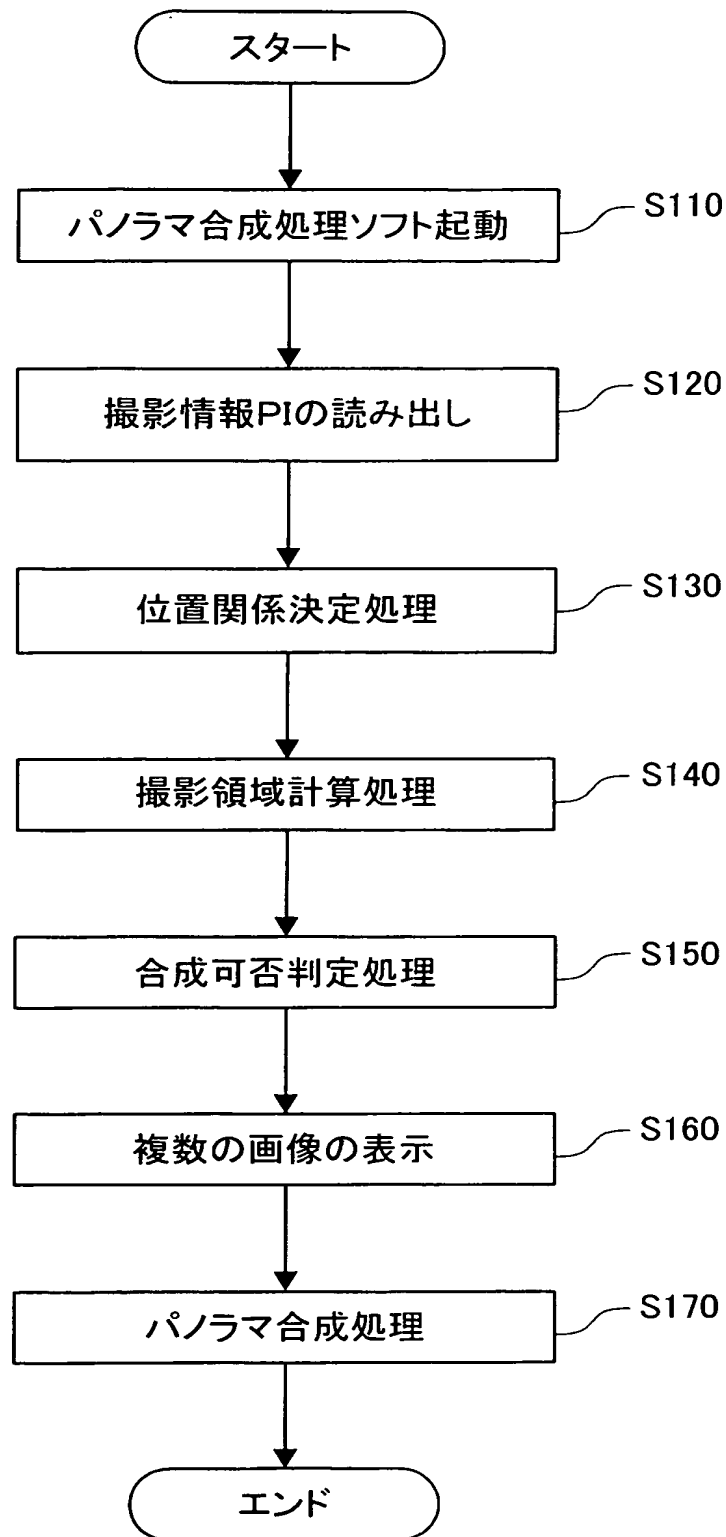 スタート
パノラマ合成処理ソフト起動
S110
撮影情報PIの読み出し
S120
位置関係決定処理
S130
撮影領域計算処理
S140
合成可否判定処理
S150
複数の画像の表示
S160
パノラマ合成処理
S170
エンド